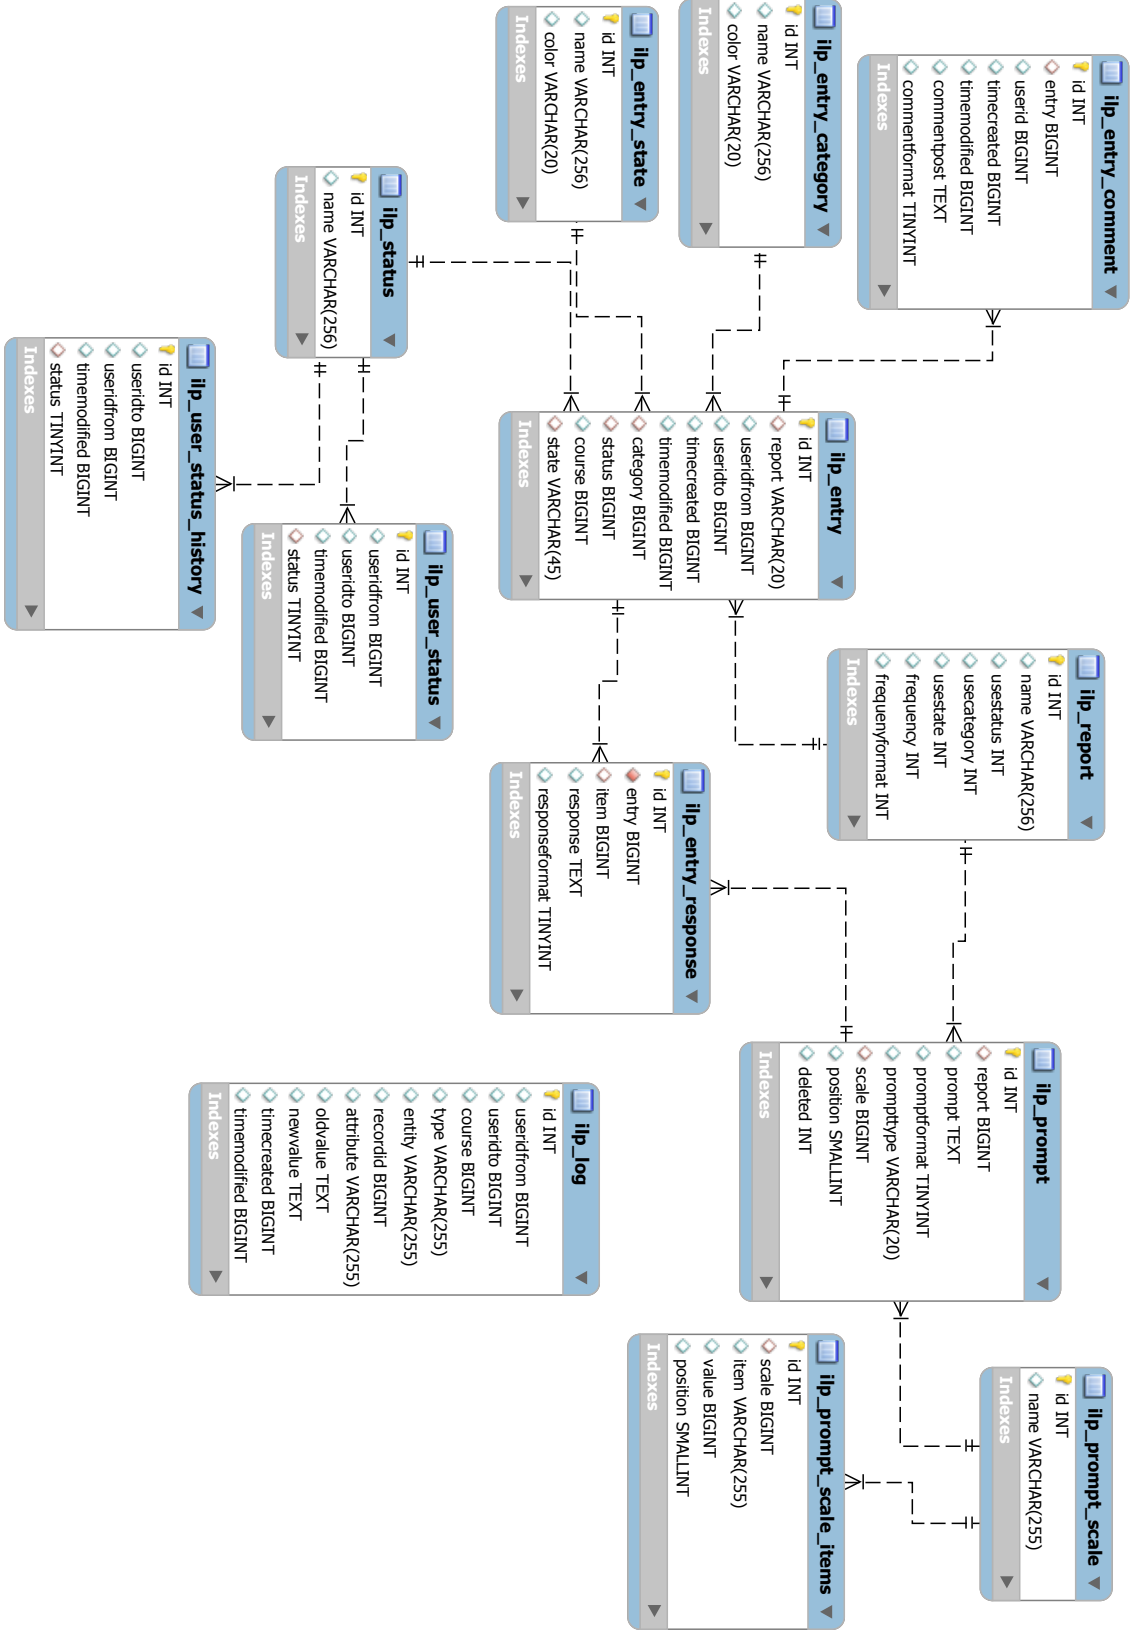 ilp_entry_comment
id INT
entry BIGINT
userid BIGINT
timecreated BIGINT
timemodified BIGINT
commentpost TEXT
commentformat TINYINT
Indexes
ilp_entry_category
id INT
name VARCHAR(256)
color VARCHAR(20)
Indexes
ilp_entry_state
id INT
name VARCHAR(256)
color VARCHAR(20)
Indexes
ilp_status
id INT
name VARCHAR(256)
Indexes
ilp_user_status_history
id INT
useridto BIGINT
useridfrom BIGINT
timemodified BIGINT
status TINYINT
Indexes
ilp_entry
id INT
report VARCHAR(20)
useridfrom BIGINT
useridto BIGINT
timecreated BIGINT
timemodified BIGINT
category BIGINT
status BIGINT
course BIGINT
state VARCHAR(45)
Indexes
ilp_user_status
id INT
useridfrom BIGINT
useridto BIGINT
timemodified BIGINT
status TINYINT
Indexes
ilp_report
id INT
name VARCHAR(256)
usestatus INT
usecategory INT
usestate INT
frequency INT
frequenyformat INT
Indexes
ilp_entry_response
id INT
entry BIGINT
item BIGINT
response TEXT
responseformat TINYINT
Indexes
ilp_prompt
id INT
report BIGINT
prompt TEXT
promptformat TINYINT
prompttype VARCHAR(20)
scale BIGINT
position SMALLINT
deleted INT
Indexes
ilp_log
id INT
useridfrom BIGINT
useridto BIGINT
course BIGINT
type VARCHAR(255)
entity VARCHAR(255)
recordid BIGINT
attribute VARCHAR(255)
oldvalue TEXT
newvalue TEXT
timecreated BIGINT
timemodified BIGINT
Indexes
ilp_prompt_scale
id INT
name VARCHAR(255)
Indexes
ilp_prompt_scale_items
id INT
scale BIGINT
item VARCHAR(255)
value BIGINT
position SMALLINT
Indexes